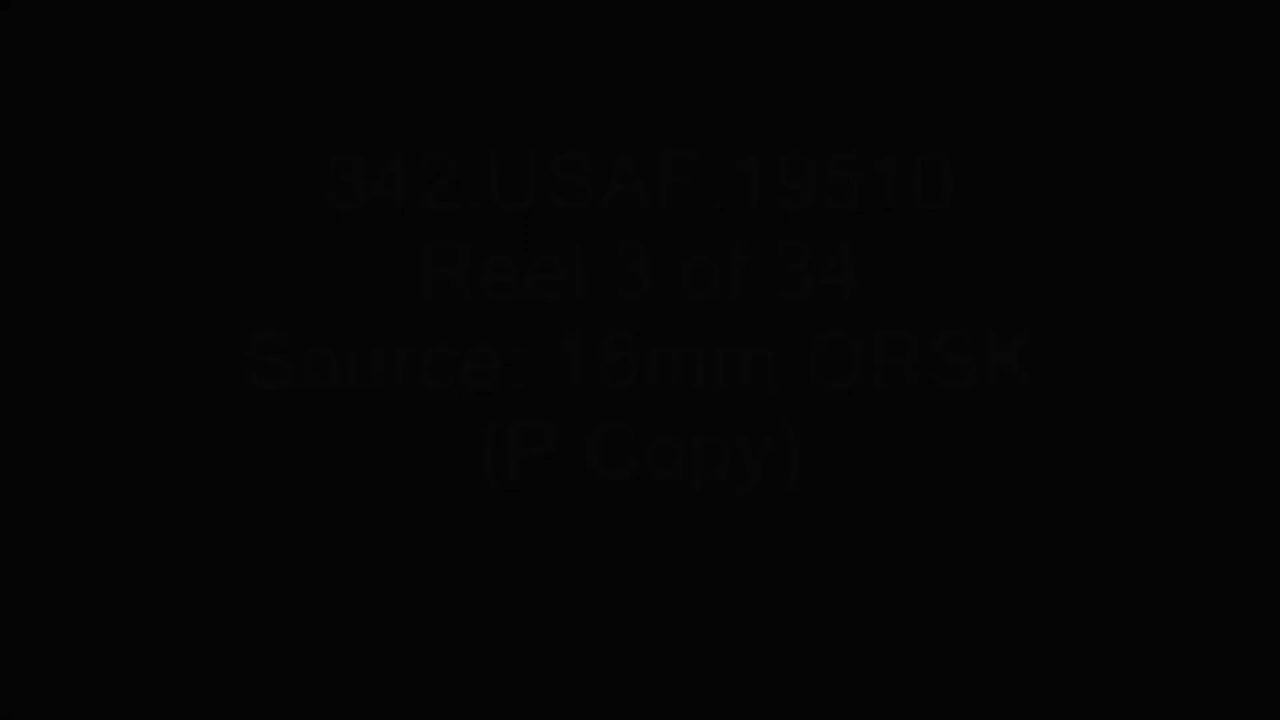 342.USAF.19510
Reel 3 of 34
Source: 16mm ORSK
(P Copy)